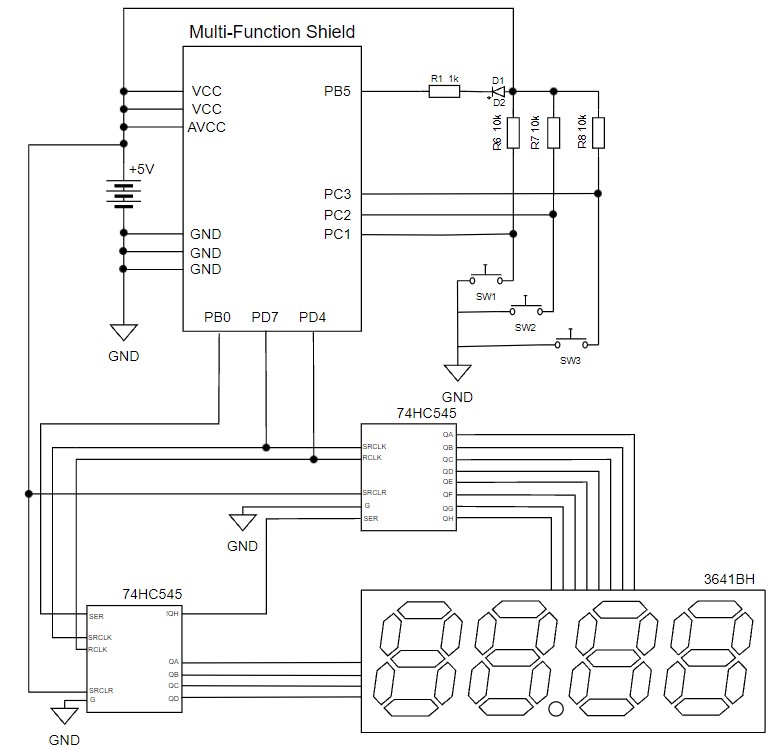 Multi-Function Shield
VCC
VCC
AVCC
+5V
GND
GND
GND
GND
PB5
PC3
PC2
PC1
PB0 PD7 PD4
R1 1k
D1
D2
R6 10k
R7 10k
R8 10k
SW1
SW2
SW3
GND
74HC545
SRCLK
RCLK
SRCLR
G
SER
QA
QB
QC
QD
QE
QF
QG
QH
GND
3641BH
74HC545
SER
SRCLK
RCLK
SRCLR
G
!QH
QA
QB
QC
QD
GND